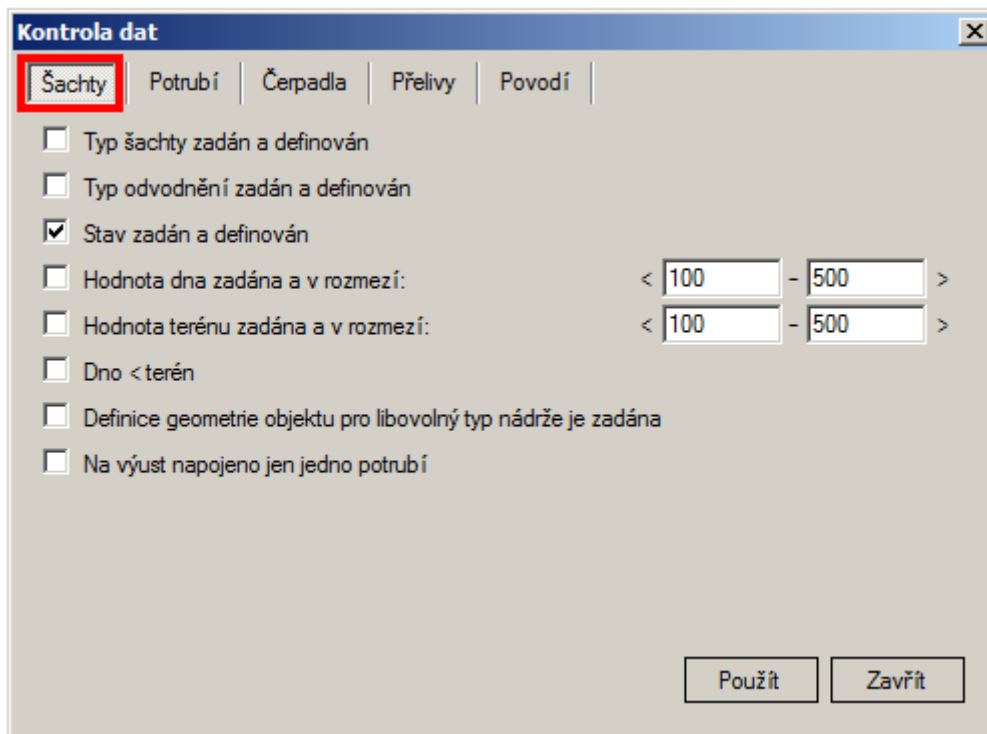 Kontrola dat
Šachty Potrubí Čerpadla Přelivy Povodí
Typ šachty zadán a definován
Typ odvodnění zadán a definován
Stav zadán a definován
Hodnota dna zadána a v rozmezí: < 100 - 500 >
Hodnota terénu zadána a v rozmezí: < 100 - 500 >
Dno < terén
Definice geometrie objektu pro libovolný typ nádrže je zadána
Na výust napojeno jen jedno potrubí
Použít Zavřít